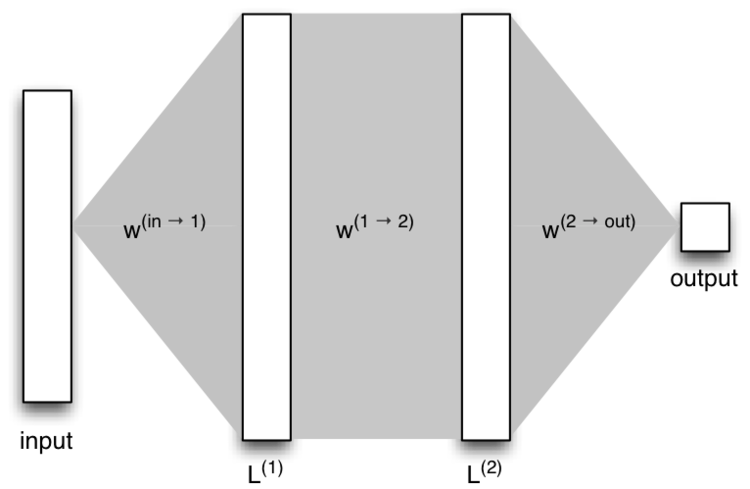 w(in → 1)
w(1 → 2)
w(2 → out)
output
input
L(1)
L(2)